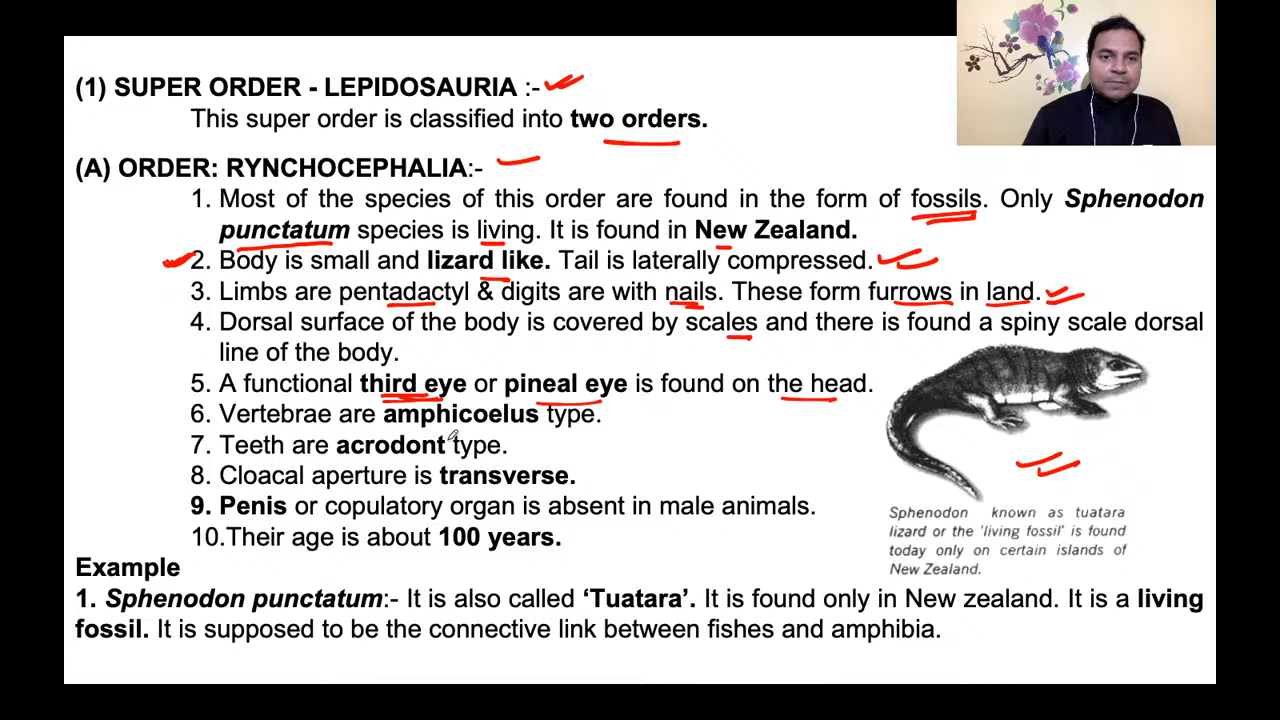 (1) SUPER ORDER - LEPIDOSAURIA :-
This super order is classified into two orders.
(A) ORDER: RYNCHOCEPHALIA:-
1. Most of the species of this order are found in the form of fossils. Only Sphenodon
punctatum species is living. It is found in New Zealand.
2. Body is small and lizard like. Tail is laterally compressed.
3. Limbs are pentadactyl & digits are with nails. These form furrows in land.
4. Dorsal surface of the body is covered by scales and there is found a spiny scale dorsal
line of the body.
5. A functional third eye or pineal eye is found on the head.
6. Vertebrae are amphicoelus type.
7. Teeth are acrodont type.
8. Cloacal aperture is transverse.
9. Penis or copulatory organ is absent in male animals.
10.Their age is about 100 years.
Sphenodon known as tuatara
lizard or the 'living fossil' is found
today only on certain islands of
New Zealand.
Example
1. Sphenodon punctatum:- It is also called ‘Tuatara’. It is found only in New zealand. It is a living
fossil. It is supposed to be the connective link between fishes and amphibia.